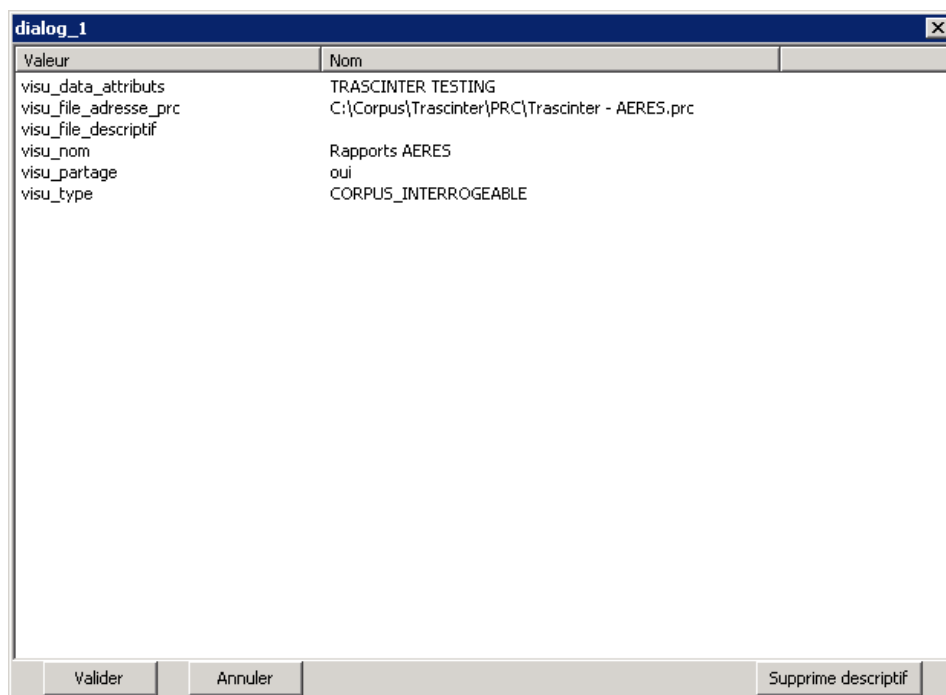 dialog_1
Valeur Nom
visu_data_attributs TRASCINTER TESTING
visu_file_adresse_prc C:\Corpus\Trascinter\PRC\Trascinter - AERES.prc
visu_file_descriptif
visu_nom Rapports AERES
visu_partage oui
visu_type CORPUS_INTERROGEABLE
Valider Annuler Supprime descriptif